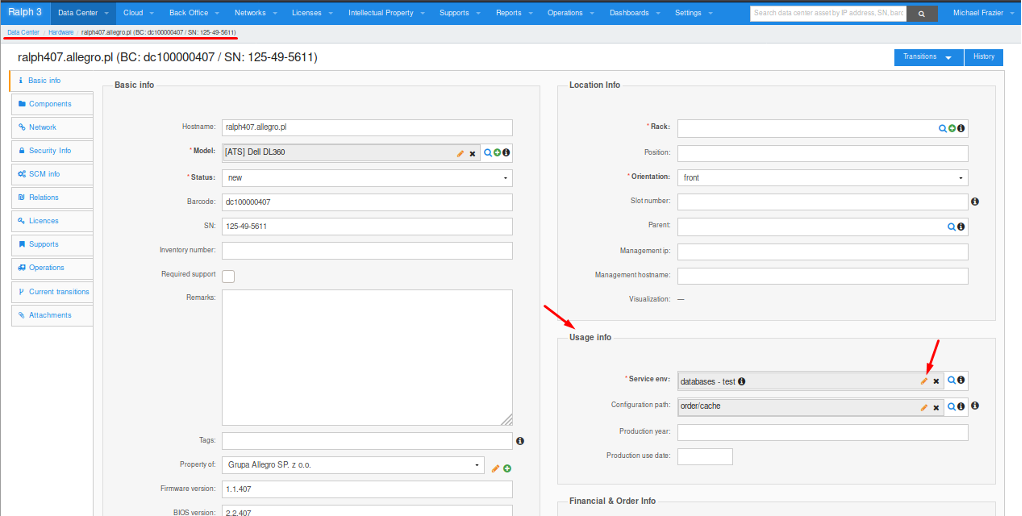 Ralph 3 Data Center Cloud Back Office Networks Licenses Intellectual Property Supports Reports Operations Dashboards Settings Search data center asset by IP address, SN, barc Michael Frazier
Data Center / Hardware / ralph407.allegro.pl (BC: dc100000407 / SN: 125-49-5611)
ralph407.allegro.pl (BC: dc100000407 / SN: 125-49-5611)
Transitions
History
Basic info
Components
Network
Security Info
SCM info
Relations
Licences
Supports
Operations
Current transitions
Attachments
Basic info
Hostname: ralph407.allegro.pl
* Model: [ATS] Dell DL360
* Status: new
Barcode: dc100000407
SN: 125-49-5611
Inventory number:
Required support
Remarks:
Tags:
Property of: Grupa Allegro SP. z o.o.
Firmware version: 1.1.407
BIOS version: 2.2.407
Location Info
* Rack:
Position:
* Orientation: front
Slot number:
Parent:
Management ip:
Management hostname:
Visualization: —
Usage info
* Service env: databases - test
Configuration path: order/cache
Production year:
Production use date:
Financial & Order Info